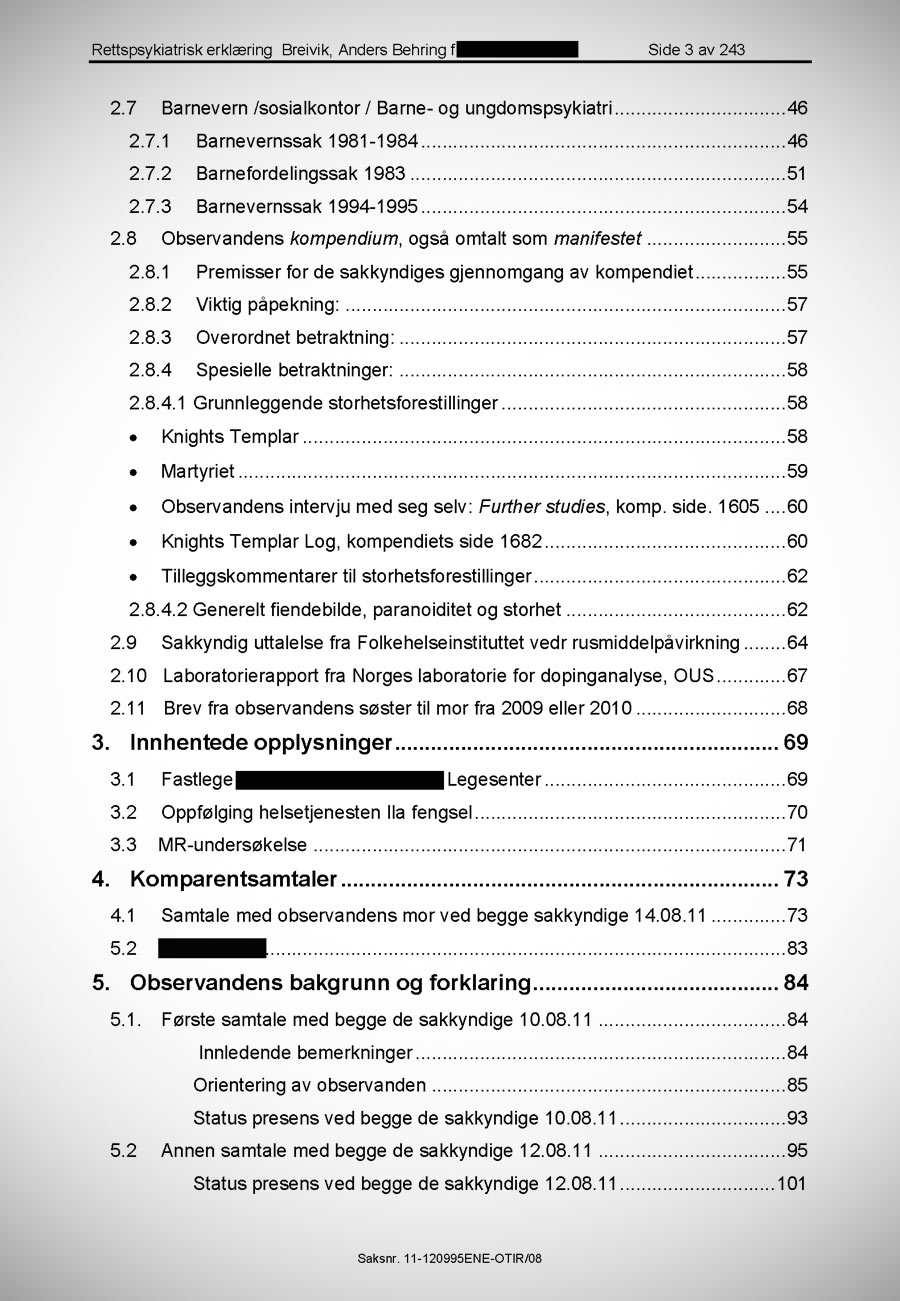 Rettspsykiatrisk erklæring Breivik, Anders Behring f Side 3 av 243
2.7 Barnevern /sosialkontor / Barne- og ungdomspsykiatri 46
2.7.1 Barnevernssak 1981-1984 46
2.7.2 Barnefordelingssak 1983 51
2.7.3 Barnevernssak 1994-1995 54
2.8 Observandens kompendium, også omtalt som manifestet 55
2.8.1 Premisser for de sakkyndiges gjennomgang av kompendiet 55
2.8.2 Viktig påpekning: 57
2.8.3 Overordnet betraktning: 57
2.8.4 Spesielle betraktninger: 58
2.8.4.1 Grunnleggende storhetsforestillinger 58
• Knights Templar 58
• Martyriet 59
• Observandens intervju med seg selv: Further studies, komp. side. 1605 60
• Knights Templar Log, kompendiets side 1682 60
• Tilleggskommentarer til storhetsforestillinger 62
2.8.4.2 Generelt fiendebilde, paranoiditet og storhet 62
2.9 Sakkyndig uttalelse fra Folkehelseinstituttet vedr rusmiddelpåvirkning 64
2.10 Laboratorierapport fra Norges laboratorie for dopinganalyse, OUS 67
2.11 Brev fra observandens søster til mor fra 2009 eller 2010 68
3. Innhentede opplysninger 69
3.1 Fastlege Legesenter 69
3.2 Oppfølging helsetjenesten Ila fengsel 70
3.3 MR-undersøkelse 71
4. Komparentsamtaler 73
4.1 Samtale med observandens mor ved begge sakkyndige 14.08.11 73
5.2 83
5. Observandens bakgrunn og forklaring 84
5.1. Første samtale med begge de sakkyndige 10.08.11 84
Innledende bemerkninger 84
Orientering av observanden 85
Status presens ved begge de sakkyndige 10.08.11 93
5.2 Annen samtale med begge de sakkyndige 12.08.11 95
Status presens ved begge de sakkyndige 12.08.11 101
Saksnr. 11-120995ENE-OTIR/08